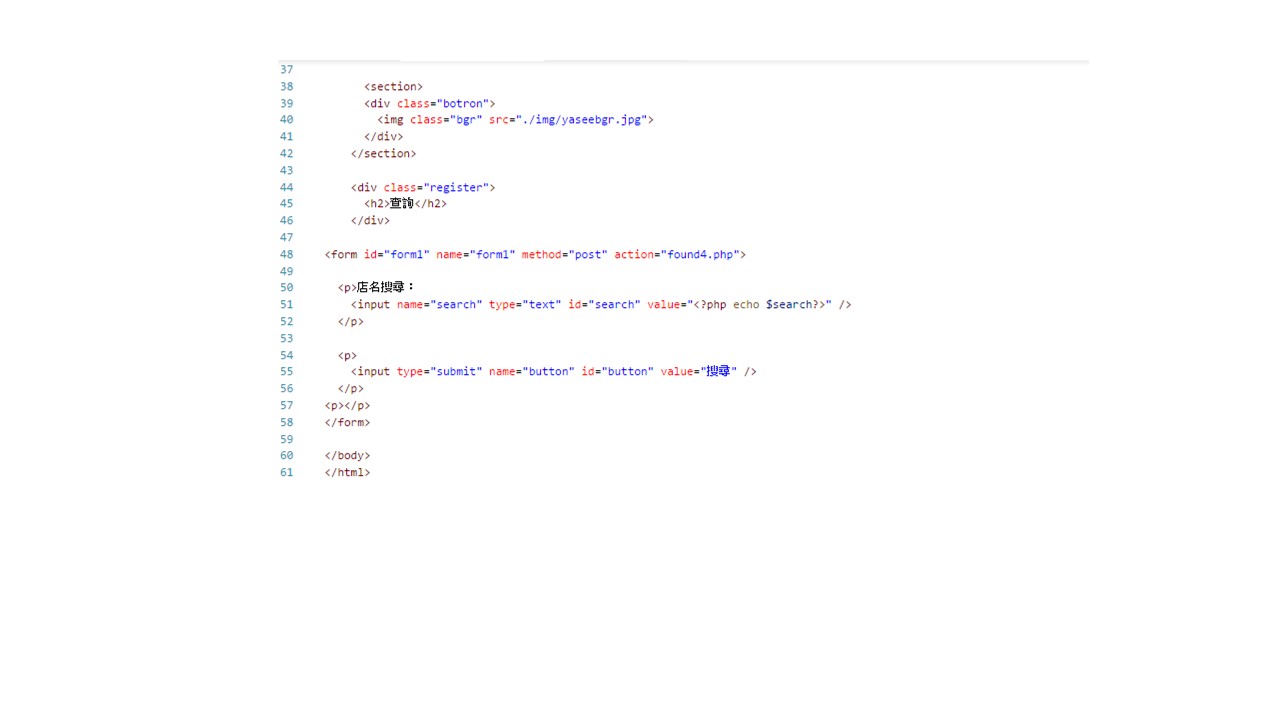 37
38 <section>
39 <div class="botron">
40 <img class="bgr" src="./img/yaseebgr.jpg">
41 </div>
42 </section>
43
44 <div class="register">
45 <h2>查詢</h2>
46 </div>
47
48 <form id="form1" name="form1" method="post" action="found4.php">
49
50 <p>店名搜尋：
51 <input name="search" type="text" id="search" value="<?php echo $search?>" />
52 </p>
53
54 <p>
55 <input type="submit" name="button" id="button" value="搜尋" />
56 </p>
57 <p></p>
58 </form>
59
60 </body>
61 </html>